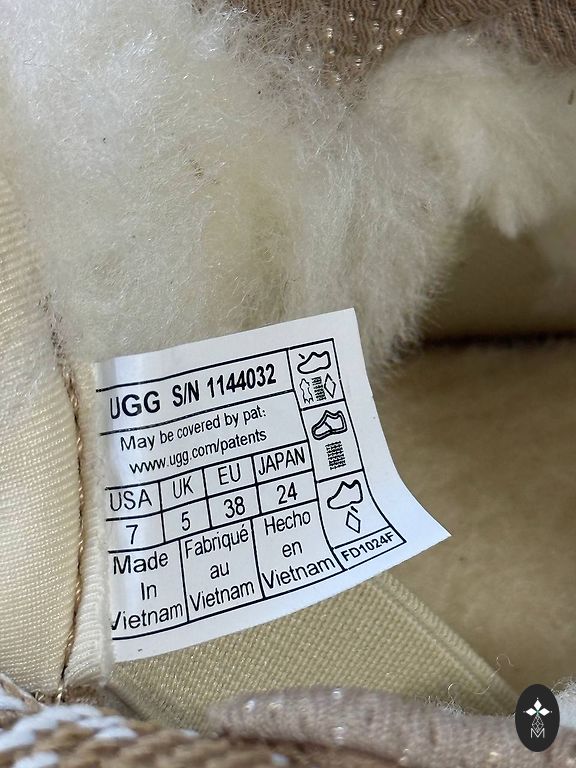 UGG S/N 1144032
May be covered by pat:
www.ugg.com/patents
USA UK EU JAPAN
7 5 38 24
Made In Vietnam
Fabriqué au Vietnam
Hecho en Vietnam
FD1024F
M